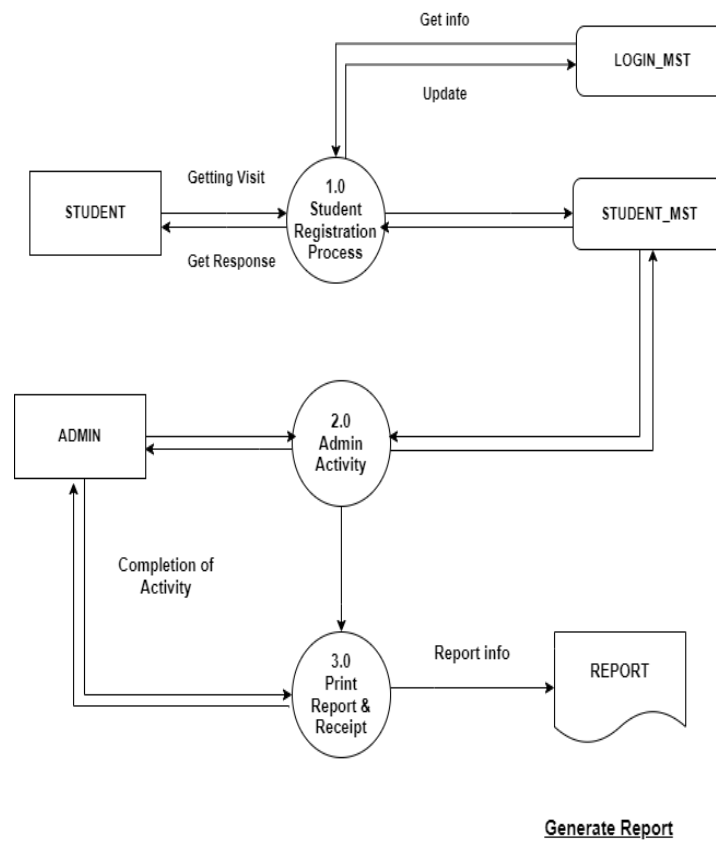 Get info
LOGIN_MST
Update
Getting Visit
STUDENT
1.0
Student
Registration
Process
STUDENT_MST
Get Response
ADMIN
2.0
Admin
Activity
Completion of
Activity
3.0
Print
Report &
Receipt
Report info
REPORT
Generate Report